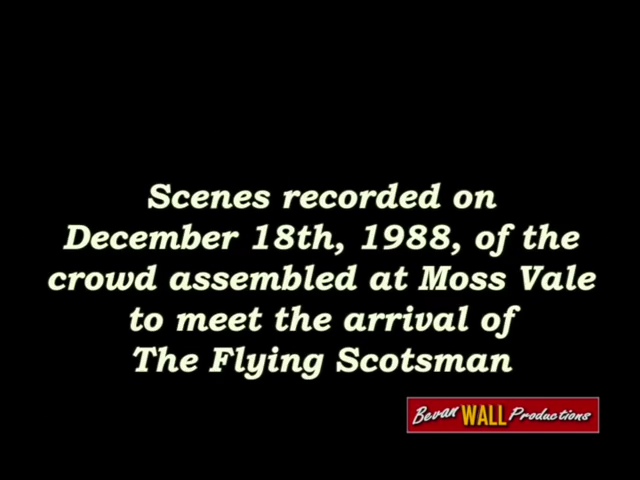 Scenes recorded on
December 18th, 1988, of the
crowd assembled at Moss Vale
to meet the arrival of
The Flying Scotsman
Bevan WALL Productions